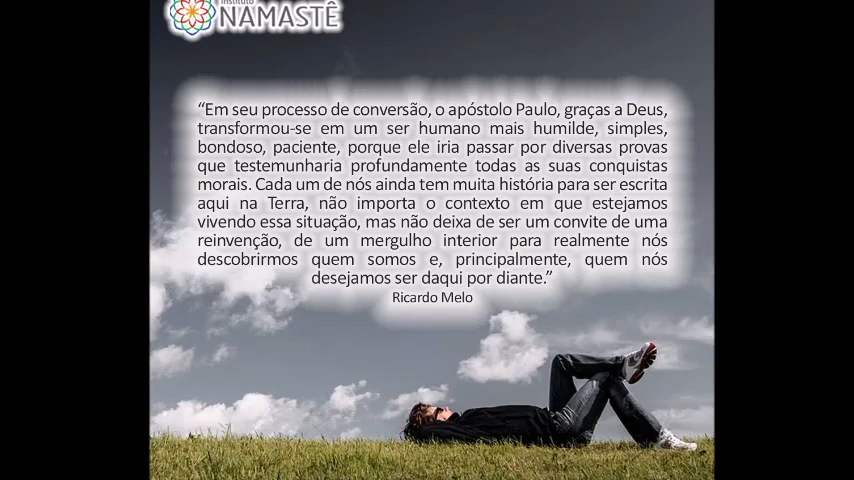 Instituto
NAMASTÊ
“Em seu processo de conversão, o apóstolo Paulo, graças a Deus,
transformou-se em um ser humano mais humilde, simples,
bondoso, paciente, porque ele iria passar por diversas provas
que testemunharia profundamente todas as suas conquistas
morais. Cada um de nós ainda tem muita história para ser escrita
aqui na Terra, não importa o contexto em que estejamos
vivendo essa situação, mas não deixa de ser um convite de uma
reinvenção, de um mergulho interior para realmente nós
descobrirmos quem somos e, principalmente, quem nós
desejamos ser daqui por diante.”
Ricardo Melo